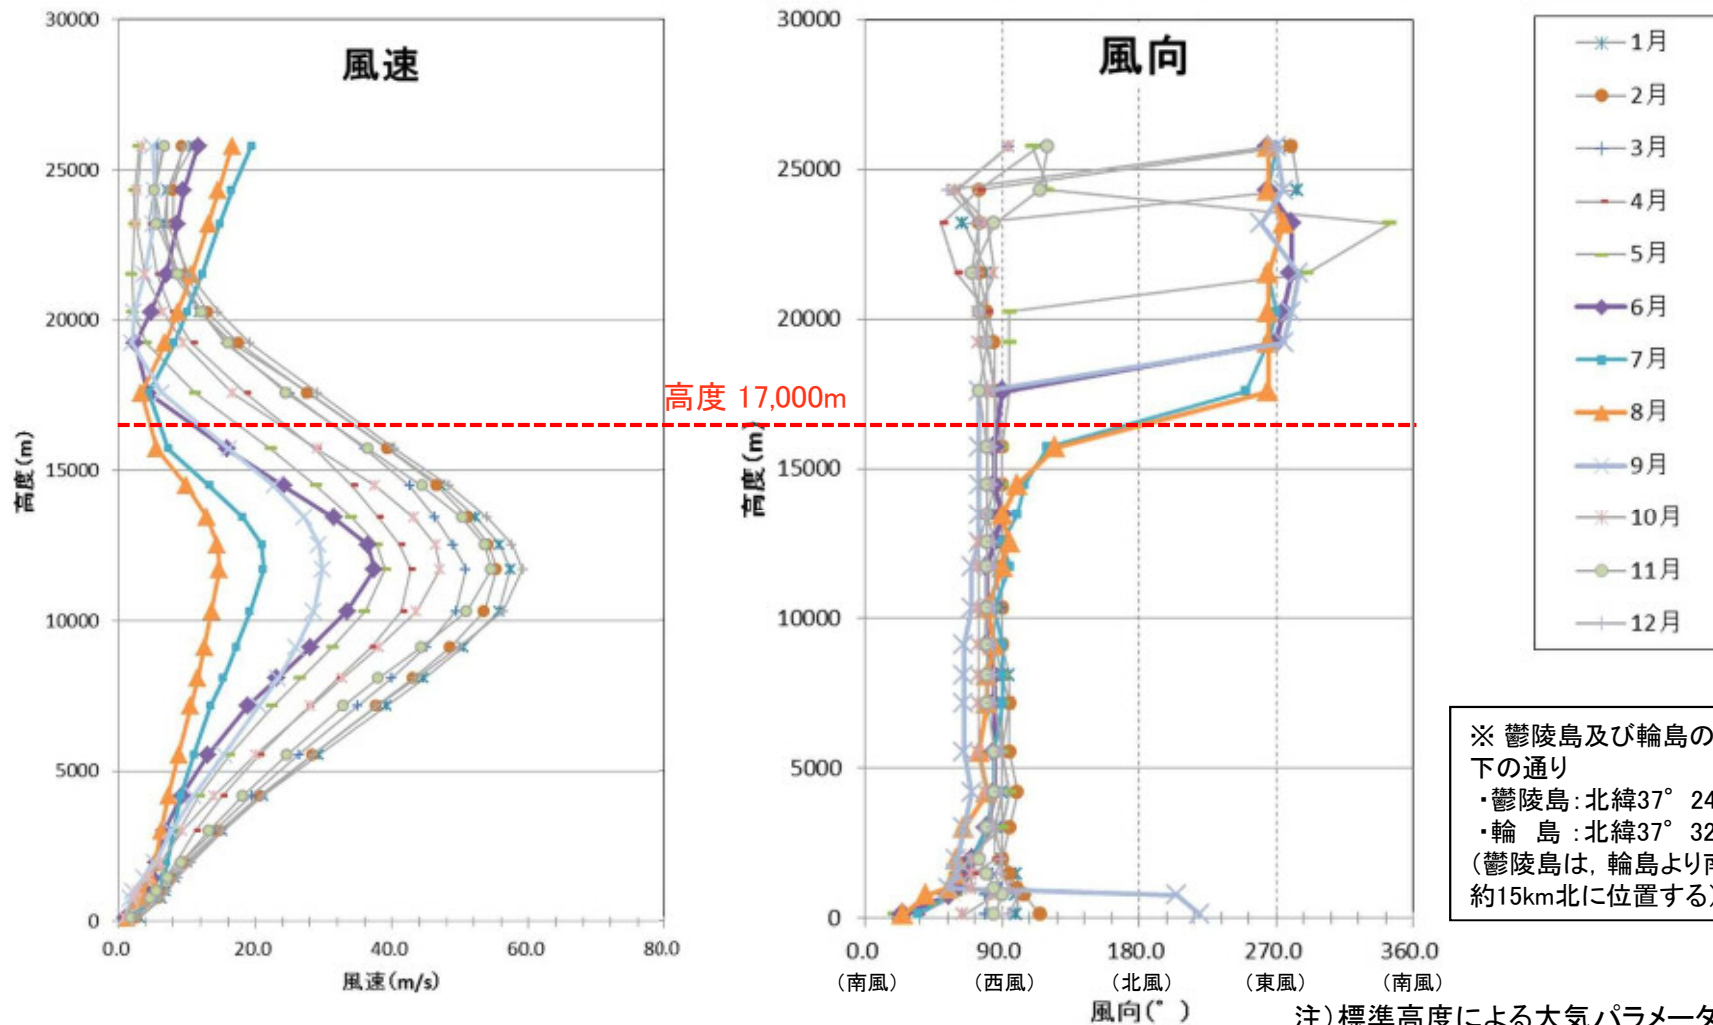 風速
30000
25000
20000
15000
10000
5000
0
高度(m)
0.0 20.0 40.0 60.0 80.0
風速(m/s)
高度 17,000m
風向
30000
25000
20000
15000
10000
5000
0
高度(m)
0.0 90.0 180.0 270.0 360.0
(南風) (西風) (北風) (東風) (南風)
風向(° )
1月
2月
3月
4月
5月
6月
7月
8月
9月
10月
11月
12月
※ 鬱陵島及び輪島の
下の通り
・鬱陵島:北緯37° 24
・輪 島 :北緯37° 32
(鬱陵島は, 輪島より南
約15km北に位置する)
注)標準高度による大気パラメータ